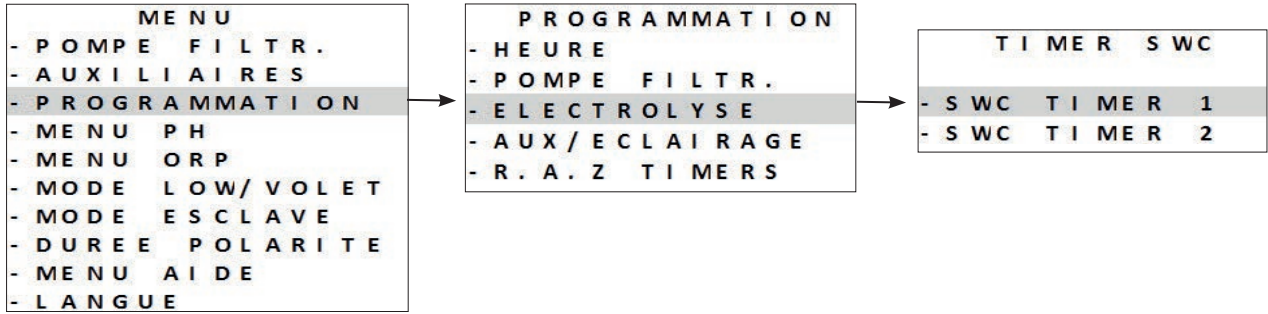 MENU
- POMPE FILTR.
- AUXILIAIRES
- PROGRAMMATION
- MENU PH
- MENU ORP
- MODE LOW/VOLET
- MODE ESCLAVE
- DUREE POLARITE
- MENU AIDE
- LANGUE
PROGRAMMATION
- HEURE
- POMPE FILTR.
- ELECTROLYSE
- AUX/ECLAIRAGE
- R.A.Z TIMERS
TIMER SWC
- SWC TIMER 1
- SWC TIMER 2